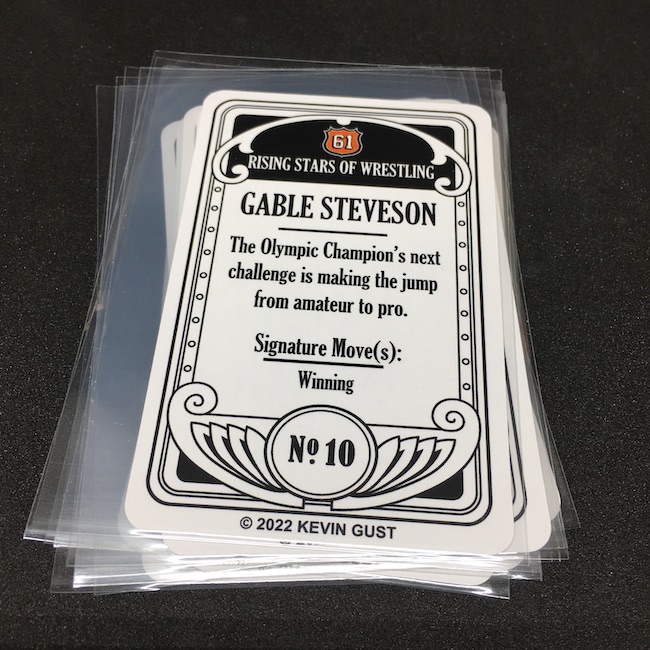 61
RISING STARS OF WRESTLING
GABLE STEVESON
The Olympic Champion's next
challenge is making the jump
from amateur to pro.
Signature Move(s):
Winning
Nº 10
© 2022 KEVIN GUST